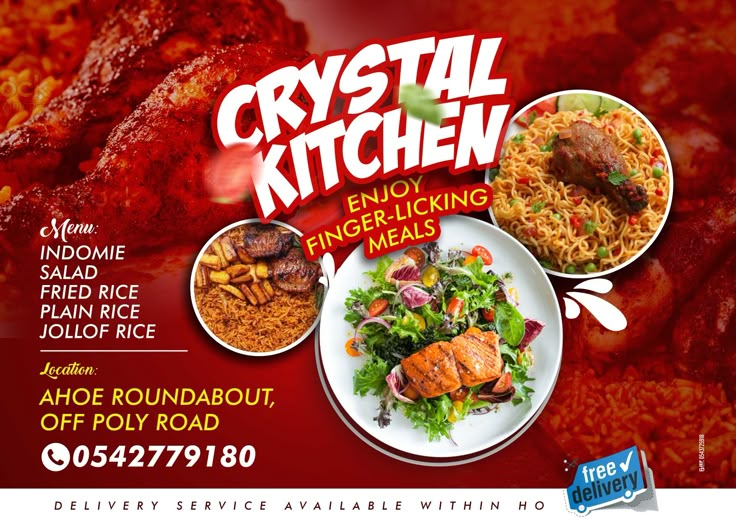 CRYSTAL
KITCHEN
ENJOY
FINGER-LICKING
MEALS
Menu:
INDOMIE
SALAD
FRIED RICE
PLAIN RICE
JOLLOF RICE
Location:
AHOE ROUNDABOUT,
OFF POLY ROAD
0542779180
DELIVERY SERVICE AVAILABLE WITHIN HO
free
delivery